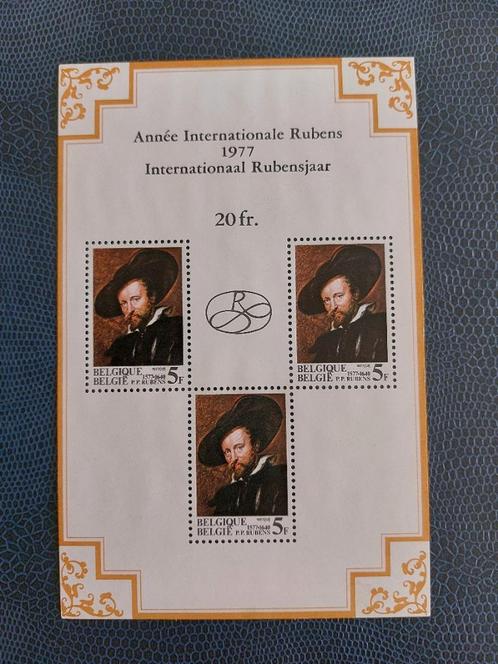 Année Internationale Rubens
1977
Internationaal Rubensjaar
20 fr.
R
BELGIQUE
BELGIË
1577-1640
P.P. RUBENS
5F
BELGIQUE
BELGIË
1577-1640
P.P. RUBENS
5F
BELGIQUE
BELGIË
1577-1640
P.P. RUBENS
5F